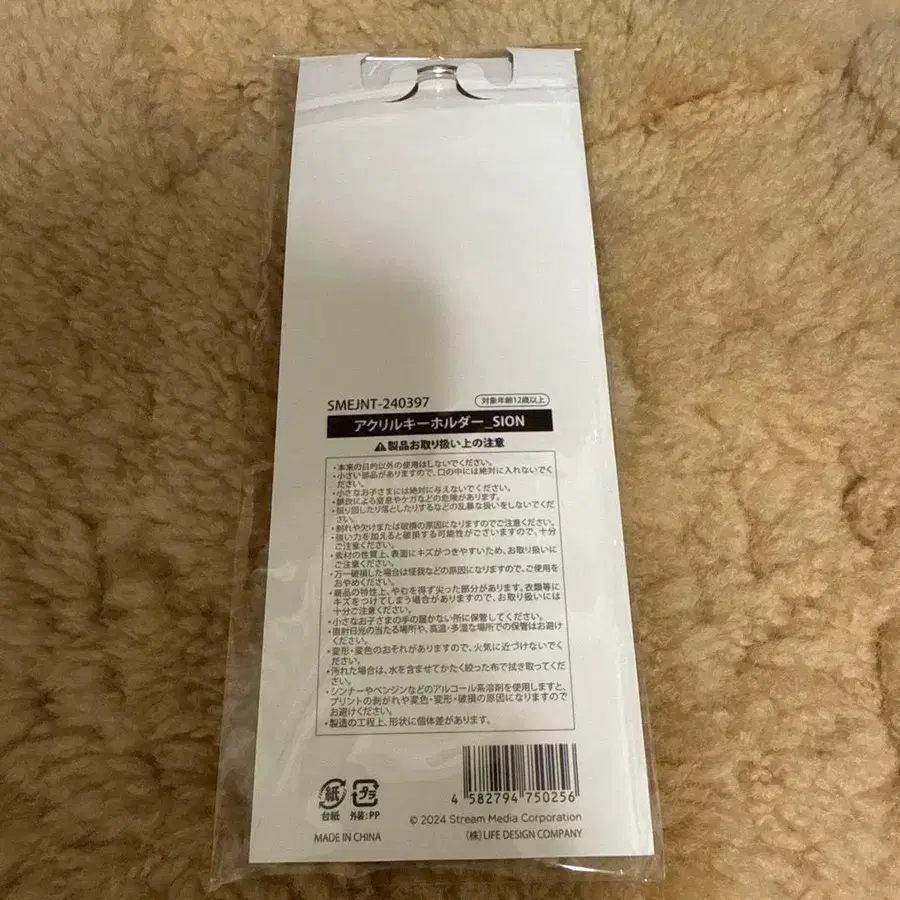 SMEJNT-240397
対象年齢12歳以上
アクリルキーホルダー_SION
⚠製品お取り扱い上の注意
・本来の目的以外の使用はしないでください。
・小さい部品がありますので、口の中には絶対に入れないでく
ださい。
・小さなお子さまには絶対に与えないでください。
・誤飲による窒息やケガなどの危険があります。
・振り回したり落としたりするなどの乱暴な扱いをしないでくだ
さい。
・割れや欠けまたは破損の原因になりますのでご注意ください。
・強い力を加えると破損する可能性がございますので、十分
ご注意ください。
・素材の性質上、表面にキズがつきやすいため、お取り扱いに
ご注意ください。
・万一破損した場合は怪我などの原因になりますので、ご使用を
おやめください。
・商品の特性上、やむを得ず尖った部分があります。衣類等に
キズをつけてしまう場合がありますので、お取り扱いには
十分ご注意ください。
・小さなお子さまの手の届かない所に保管してください。
・直射日光の当たる場所や、高温・多湿な場所での保管はお避け
ください。
・変形・変色のおそれがありますので、火気に近づけないでく
ださい。
・汚れた場合は、水を含ませてかたく絞った布で拭き取ってくだ
さい。
・シンナーやベンジンなどのアルコール系溶剤を使用しますと、
プリントの剥がれや変色・変形・破損の原因になりますので
お避けください。
・製造の工程上、形状に個体差があります。
4 582794 750256
紙
台紙
プラ
外装:PP
© 2024 Stream Media Corporation
MADE IN CHINA
(株) LIFE DESIGN COMPANY